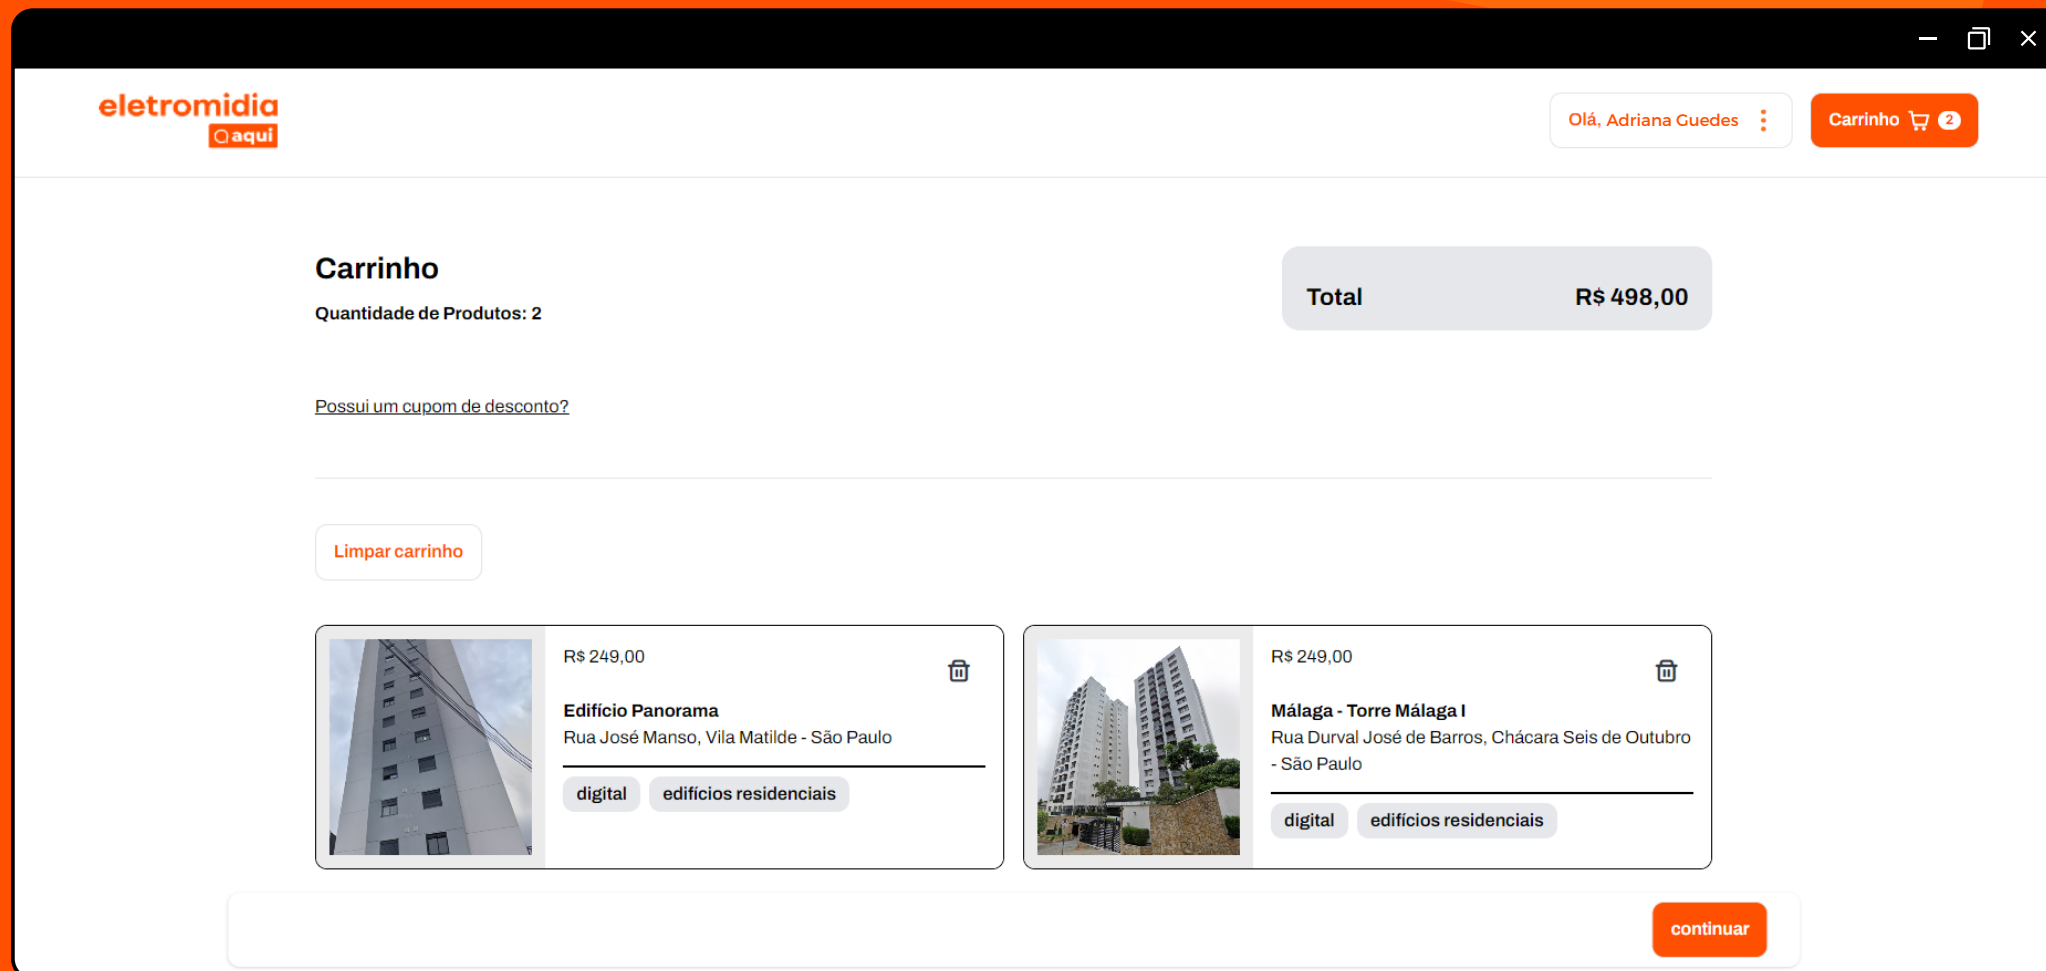 eletromidia
aqui
Olá, Adriana Guedes
Carrinho 2
Carrinho
Quantidade de Produtos: 2
Total R$ 498,00
Possui um cupom de desconto?
Limpar carrinho
R$ 249,00
Edifício Panorama
Rua José Manso, Vila Matilde - São Paulo
digital edifícios residenciais
R$ 249,00
Málaga - Torre Málaga I
Rua Durval José de Barros, Chácara Seis de Outubro
- São Paulo
digital edifícios residenciais
continuar